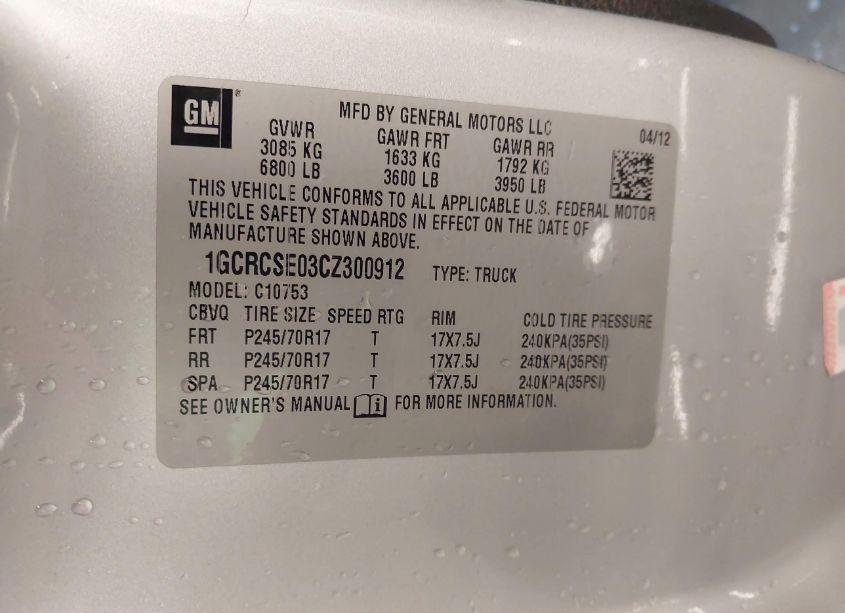 GM
MFD BY GENERAL MOTORS LLC
04/12
GVWR GAWR FRT GAWR RR
3085 KG 1633 KG 1792 KG
6800 LB 3600 LB 3950 LB
THIS VEHICLE CONFORMS TO ALL APPLICABLE U.S. FEDERAL MOTOR
VEHICLE SAFETY STANDARDS IN EFFECT ON THE DATE OF
MANUFACTURE SHOWN ABOVE.
1GCRCSE03CZ300912 TYPE: TRUCK
MODEL: C10753
CBVQ TIRE SIZE SPEED RTG RIM COLD TIRE PRESSURE
FRT P245/70R17 T 17X7.5J 240KPA(35PSI)
RR P245/70R17 T 17X7.5J 240KPA(35PSI)
SPA P245/70R17 T 17X7.5J 240KPA(35PSI)
SEE OWNER'S MANUAL FOR MORE INFORMATION.